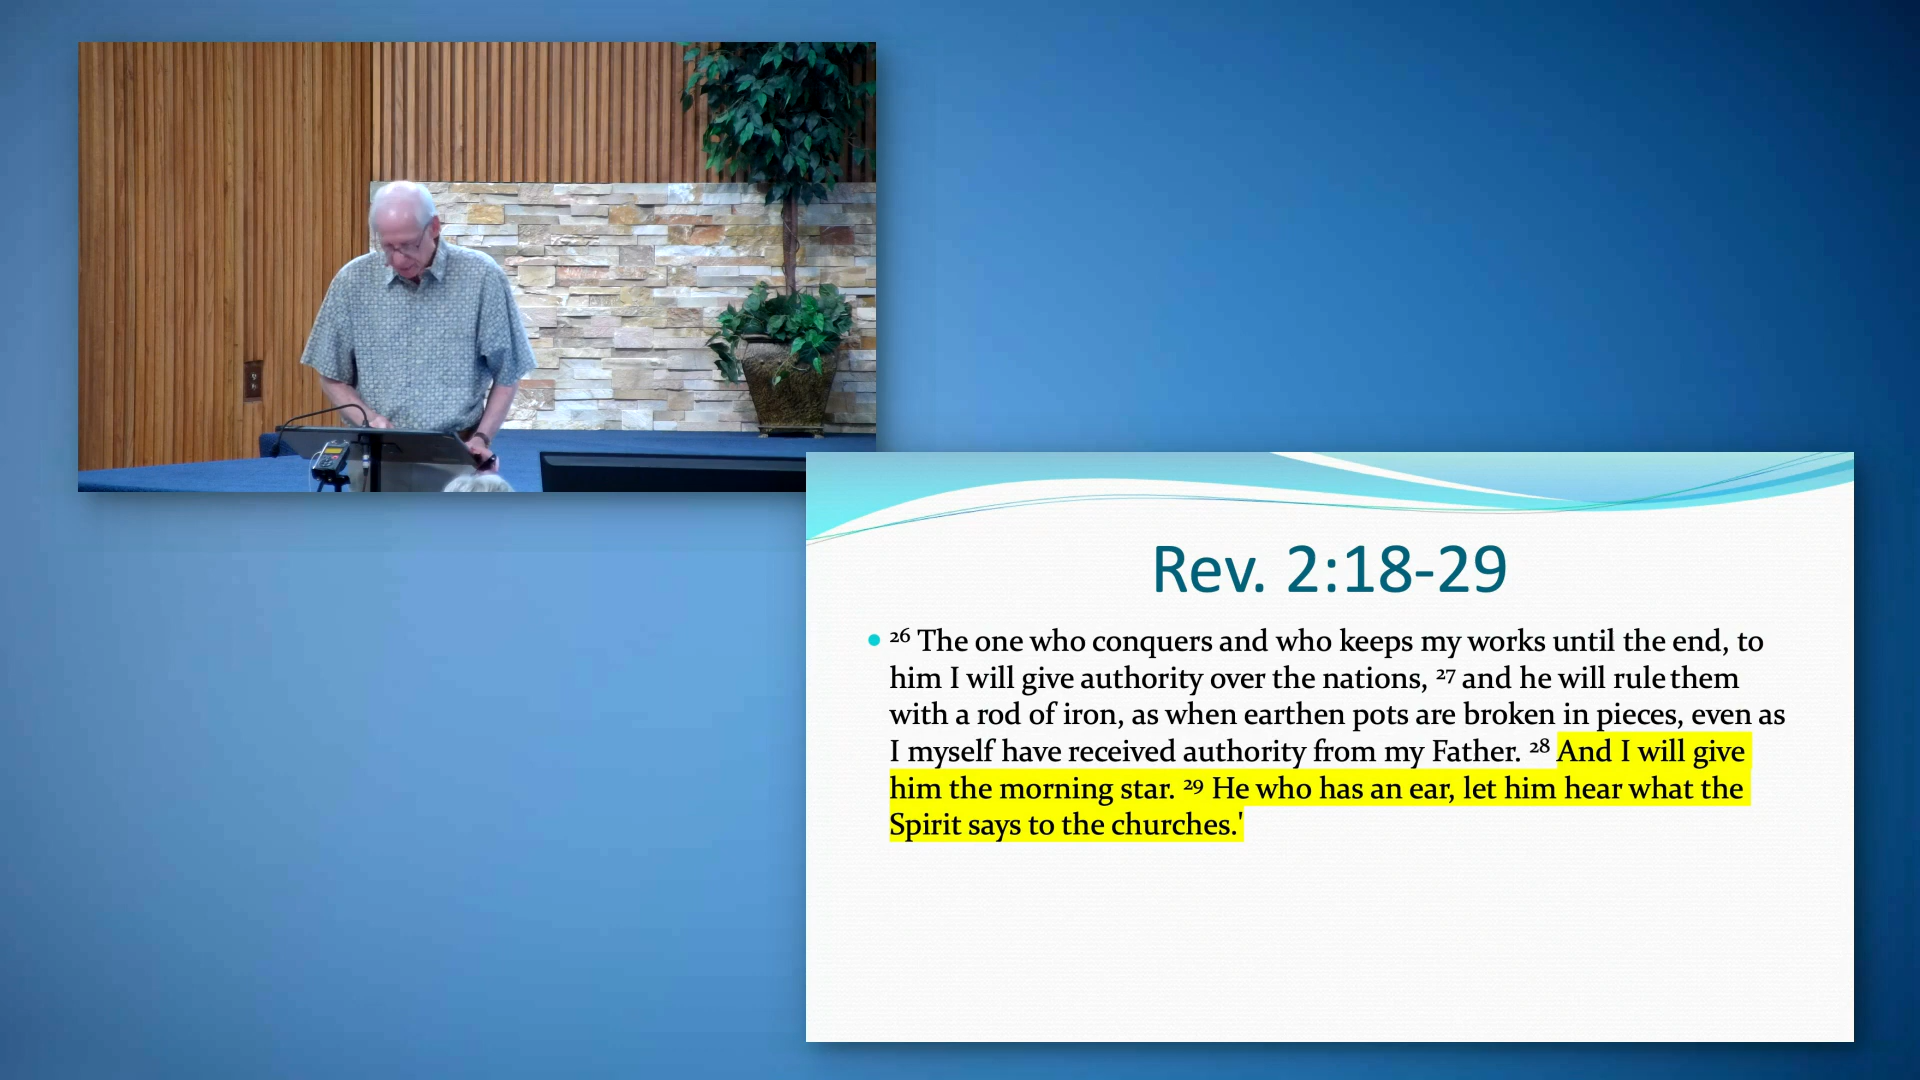 Rev. 2:18-29
26 The one who conquers and who keeps my works until the end, to
him I will give authority over the nations, 27 and he will rule them
with a rod of iron, as when earthen pots are broken in pieces, even as
I myself have received authority from my Father. 28 And I will give
him the morning star. 29 He who has an ear, let him hear what the
Spirit says to the churches.'